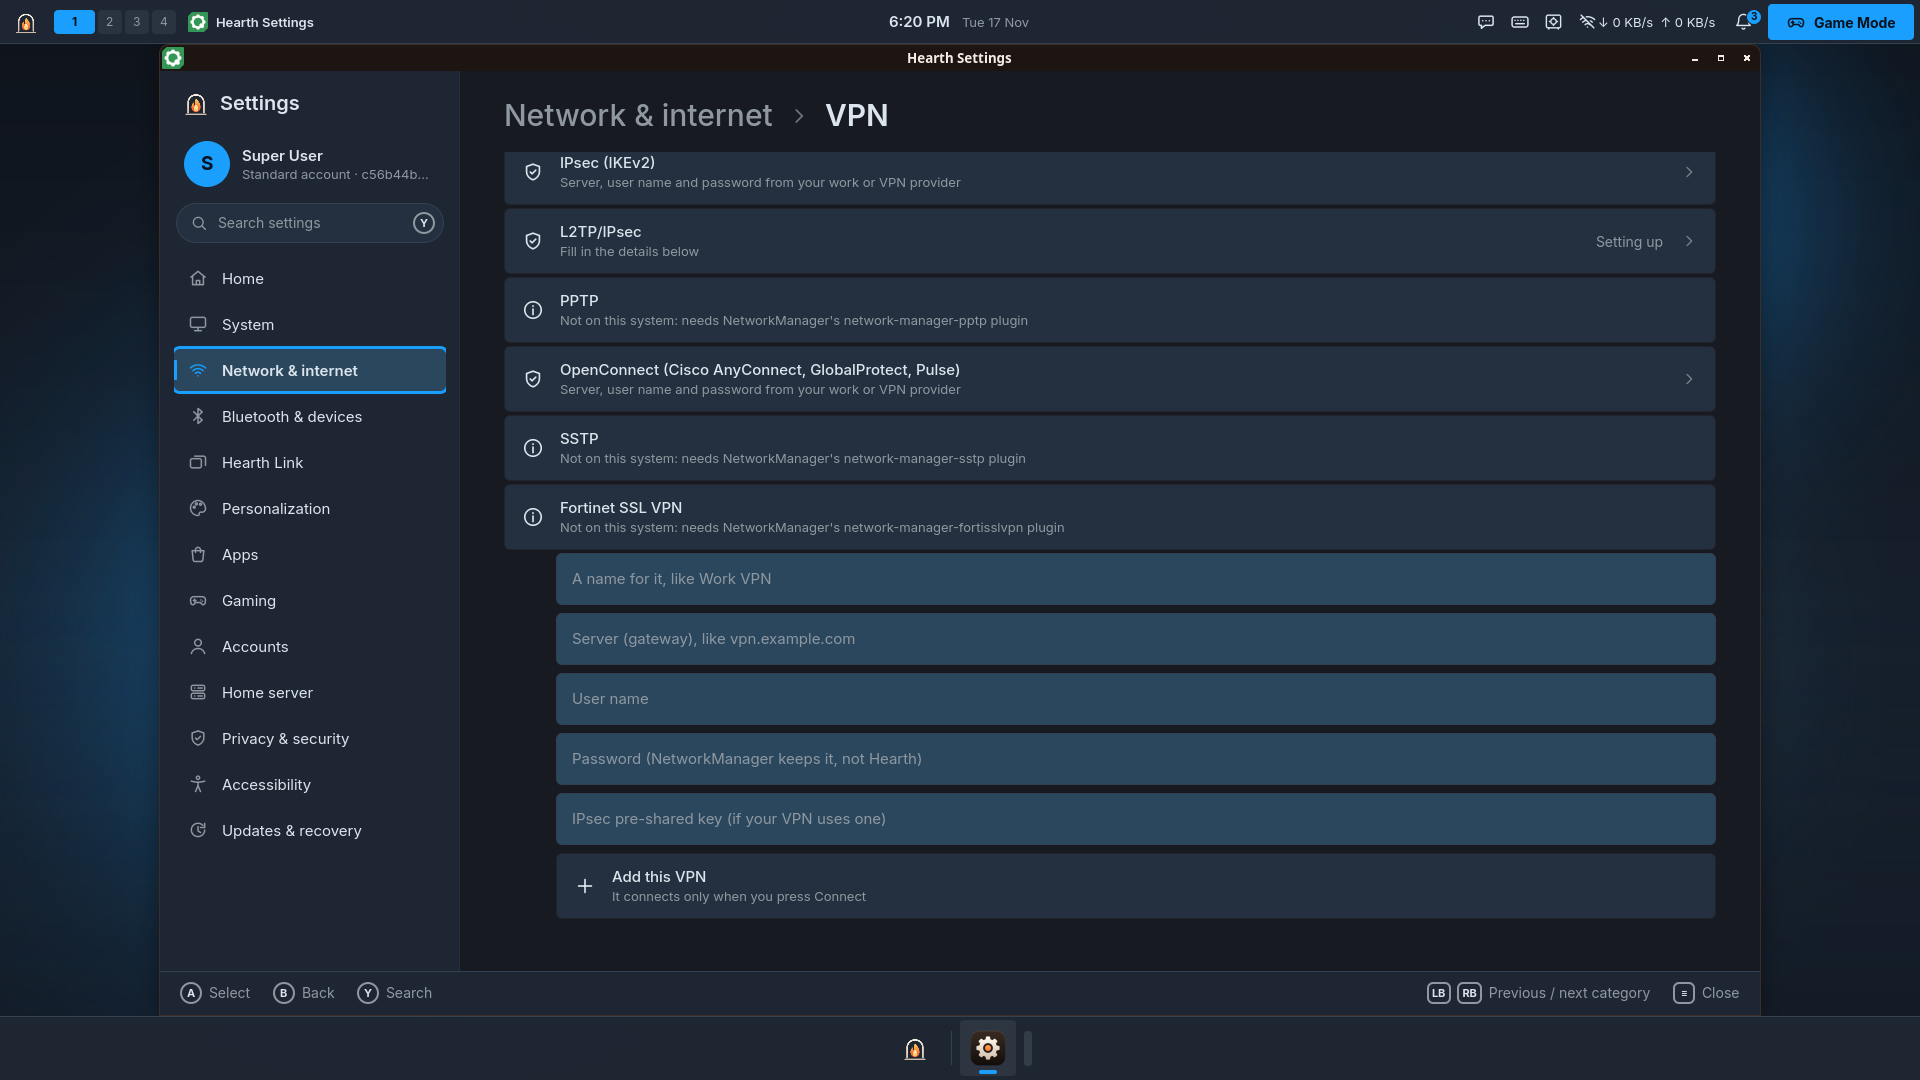 1 2 3 4 Hearth Settings 6:20 PM Tue 17 Nov ↓ 0 KB/s ↑ 0 KB/s 3 Game Mode
Hearth Settings
Settings
S Super User
Standard account · c56b44b...
Search settings Y
Home
System
Network & internet
Bluetooth & devices
Hearth Link
Personalization
Apps
Gaming
Accounts
Home server
Privacy & security
Accessibility
Updates & recovery
Network & internet > VPN
IPsec (IKEv2)
Server, user name and password from your work or VPN provider
L2TP/IPsec
Fill in the details below
Setting up
PPTP
Not on this system: needs NetworkManager's network-manager-pptp plugin
OpenConnect (Cisco AnyConnect, GlobalProtect, Pulse)
Server, user name and password from your work or VPN provider
SSTP
Not on this system: needs NetworkManager's network-manager-sstp plugin
Fortinet SSL VPN
Not on this system: needs NetworkManager's network-manager-fortisslvpn plugin
A name for it, like Work VPN
Server (gateway), like vpn.example.com
User name
Password (NetworkManager keeps it, not Hearth)
IPsec pre-shared key (if your VPN uses one)
Add this VPN
It connects only when you press Connect
A Select B Back Y Search LB RB Previous / next category ≡ Close